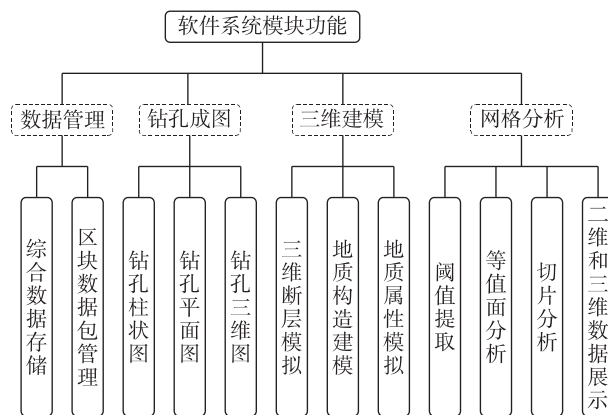 软件系统模块功能
数据管理
钻孔成图
三维建模
网格分析
综合数据存储
区块数据包管理
钻孔柱状图
钻孔平面图
钻孔三维图
三维断层模拟
地质构造建模
地质属性模拟
阈值提取
等值面分析
切片分析
二维和三维数据展示